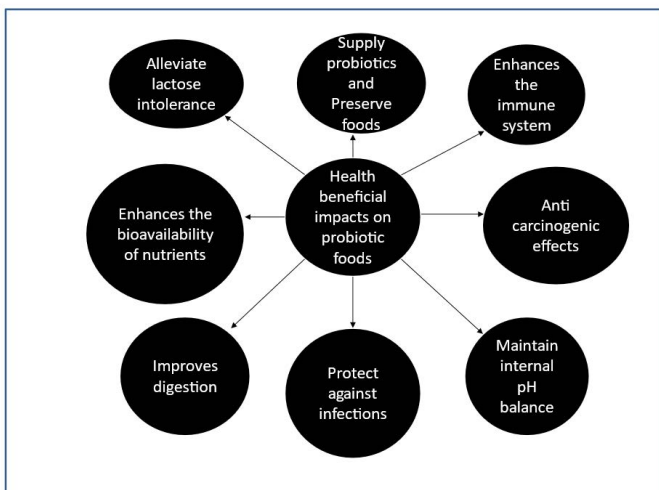 Alleviate
lactose
intolerance
Supply
probiotics
and
Preserve
foods
Enhances
the
immune
system
Enhances the
bioavailability
of nutrients
Health
beneficial
impacts on
probiotic
foods
Anti
carcinogenic
effects
Improves
digestion
Protect
against
infections
Maintain
internal
pH
balance